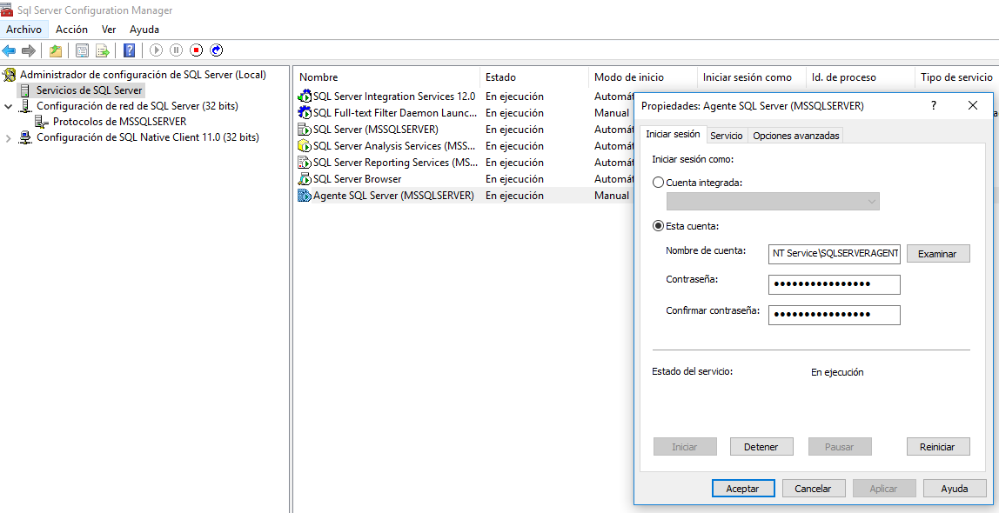 Sql Server Configuration Manager
Archivo Acción Ver Ayuda
Administrador de configuración de SQL Server (Local)
Servicios de SQL Server
Configuración de red de SQL Server (32 bits)
Protocolos de MSSQLSERVER
Configuración de SQL Native Client 11.0 (32 bits)
Nombre Estado Modo de inicio Iniciar sesión como Id. de proceso Tipo de servicio
SQL Server Integration Services 12.0 En ejecución Automát
SQL Full-text Filter Daemon Launc... En ejecución Manual
SQL Server (MSSQLSERVER) En ejecución Automát
SQL Server Analysis Services (MSS... En ejecución Automát
SQL Server Reporting Services (MS... En ejecución Automát
SQL Server Browser En ejecución Automát
Agente SQL Server (MSSQLSERVER) En ejecución Manual
Propiedades: Agente SQL Server (MSSQLSERVER) ?
Iniciar sesión Servicio Opciones avanzadas
Iniciar sesión como:
Cuenta integrada:
Esta cuenta:
Nombre de cuenta: NT Service\SQLSERVERAGENT Examinar
Contraseña: ●●●●●●●●●●●●●●●●
Confirmar contraseña: ●●●●●●●●●●●●●●●●
Estado del servicio: En ejecución
Iniciar Detener Pausar Reiniciar
Aceptar Cancelar Aplicar Ayuda